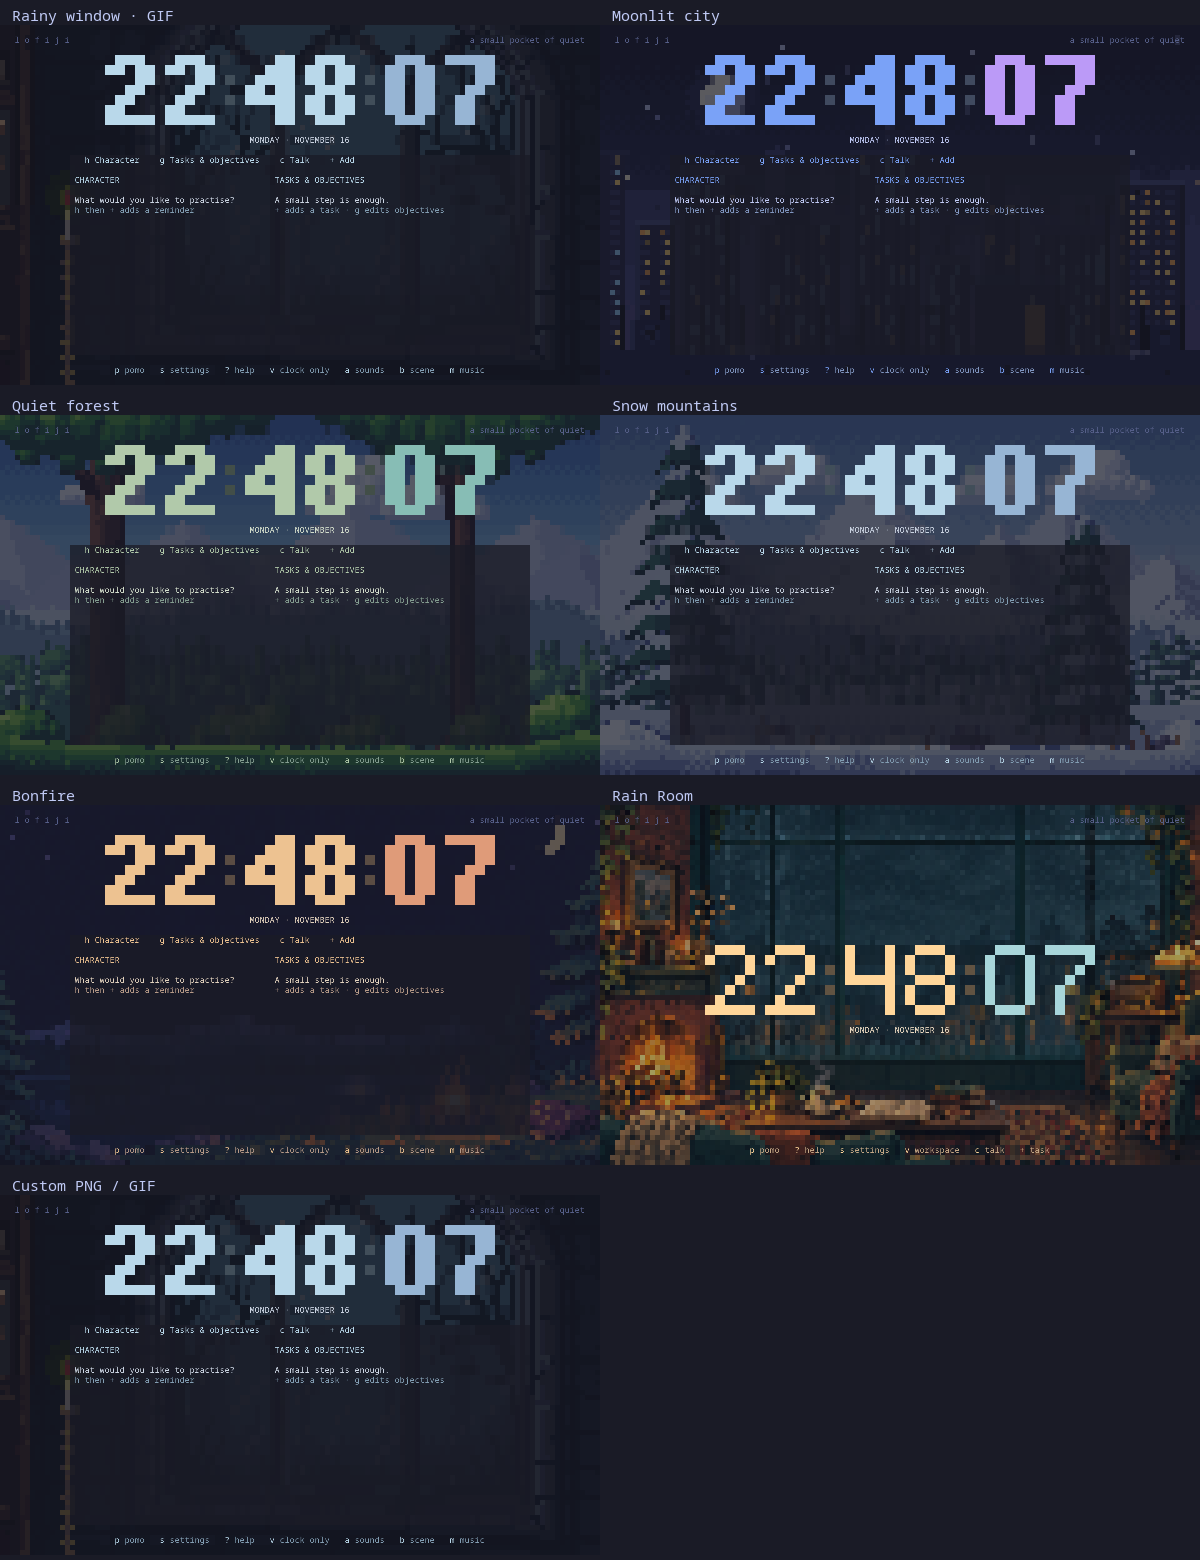 Rainy window · GIF
l o f i j i
a small pocket of quiet
22:48:07
MONDAY · NOVEMBER 16
h Character g Tasks & objectives c Talk + Add
CHARACTER TASKS & OBJECTIVES
What would you like to practise? A small step is enough.
h then + adds a reminder + adds a task · g edits objectives
p pomo s settings ? help v clock only a sounds b scene m music
Moonlit city
a small pocket of quiet
22:48:07
MONDAY · NOVEMBER 16
h Character g Tasks & objectives c Talk + Add
CHARACTER TASKS & OBJECTIVES
What would you like to practise? A small step is enough.
h then + adds a reminder + adds a task · g edits objectives
p pomo s settings ? help v clock only a sounds b scene m music
Quiet forest
l o f i j i
a small pocket of quiet
22:48:07
MONDAY · NOVEMBER 16
h Character g Tasks & objectives c Talk + Add
CHARACTER TASKS & OBJECTIVES
What would you like to practise? A small step is enough.
h then + adds a reminder + adds a task · g edits objectives
p pomo s settings ? help v clock only a sounds b scene m music
Snow mountains
l o f i j i
a small pocket of quiet
22:48:07
MONDAY · NOVEMBER 16
h Character g Tasks & objectives c Talk + Add
CHARACTER TASKS & OBJECTIVES
What would you like to practise? A small step is enough.
h then + adds a reminder + adds a task · g edits objectives
p pomo s settings ? help v clock only a sounds b scene m music
Bonfire
l o f i j i
a small pocket of quiet
22:48:07
MONDAY · NOVEMBER 16
h Character g Tasks & objectives c Talk + Add
CHARACTER TASKS & OBJECTIVES
What would you like to practise? A small step is enough.
h then + adds a reminder + adds a task · g edits objectives
p pomo s settings ? help v clock only a sounds b scene m music
Rain Room
l o f i j i
a small pocket of quiet
22:48:07
MONDAY · NOVEMBER 16
p pomo ? help s settings v workspace c talk + task
Custom PNG / GIF
l o f i j i
a small pocket of quiet
22:48:07
MONDAY · NOVEMBER 16
h Character g Tasks & objectives c Talk + Add
CHARACTER TASKS & OBJECTIVES
What would you like to practise? A small step is enough.
h then + adds a reminder + adds a task · g edits objectives
p pomo s settings ? help v clock only a sounds b scene m music